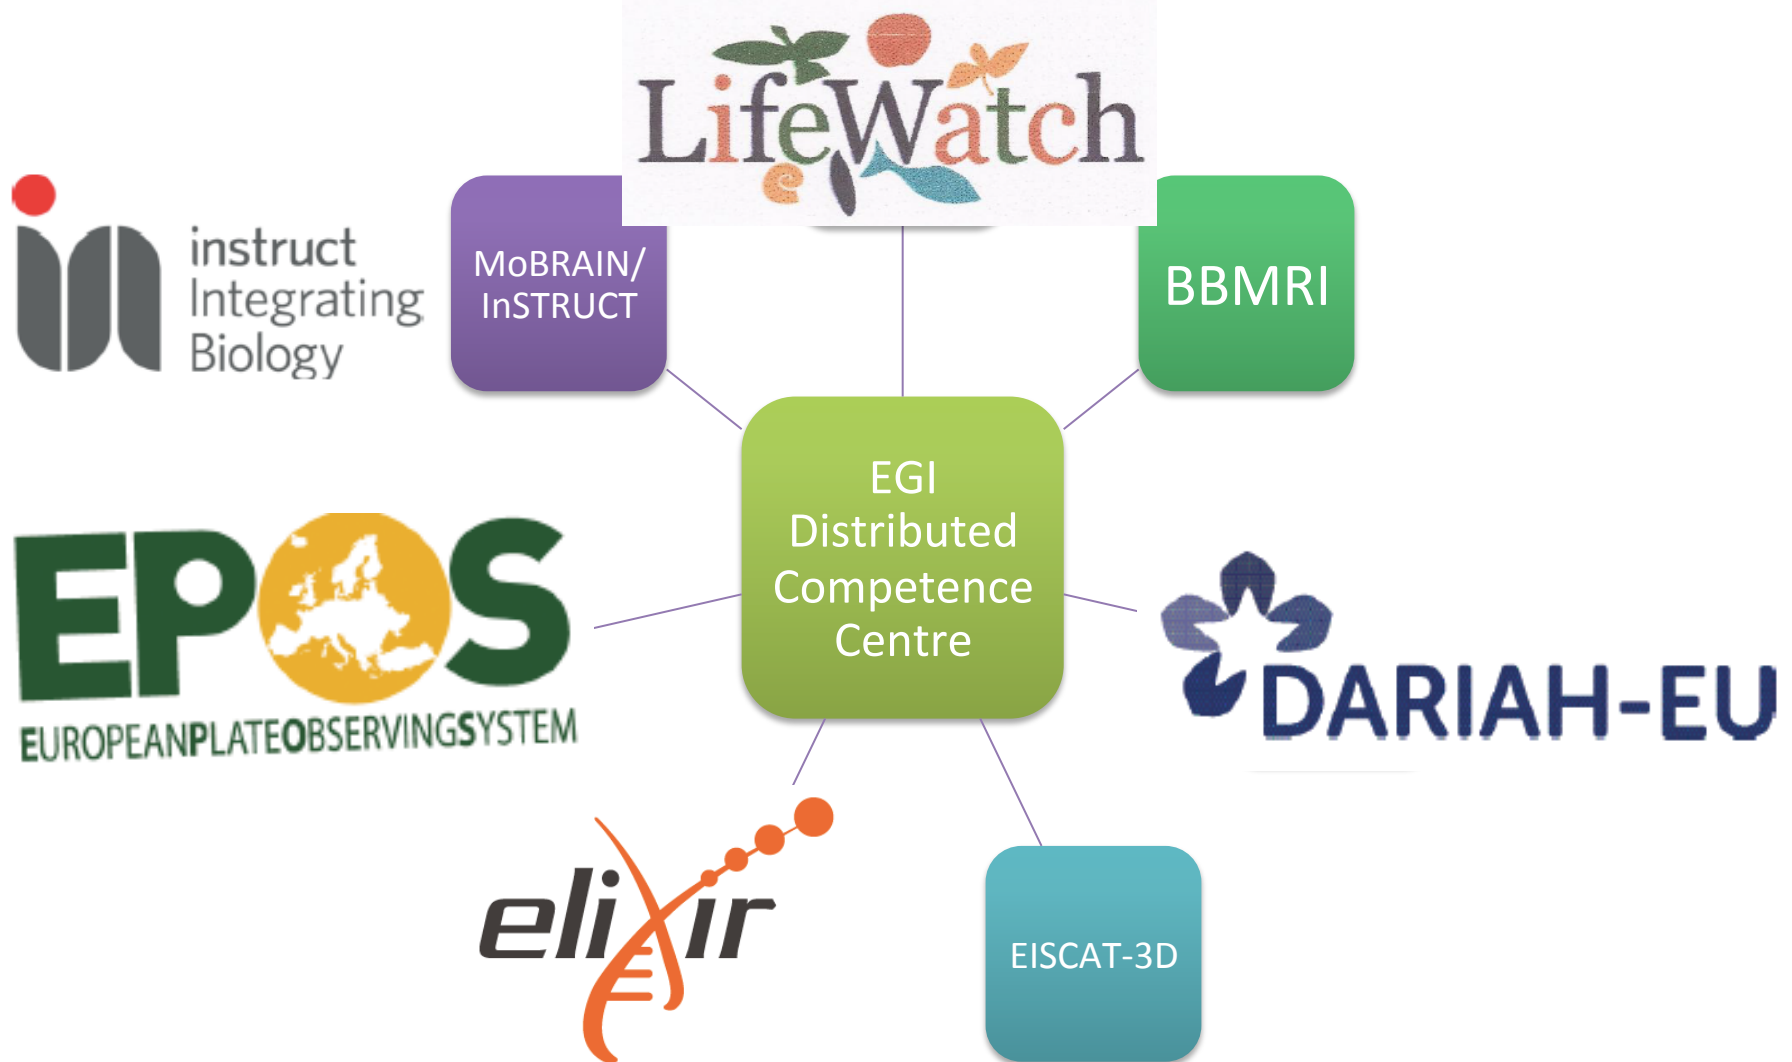 LifeWatch
instruct
Integrating
Biology
MoBRAIN/
InSTRUCT
BBMRI
EGI
Distributed
Competence
Centre
EPOS
EUROPEANPLATEOBSERVINGSYSTEM
DARIAH-EU
elixir
EISCAT-3D